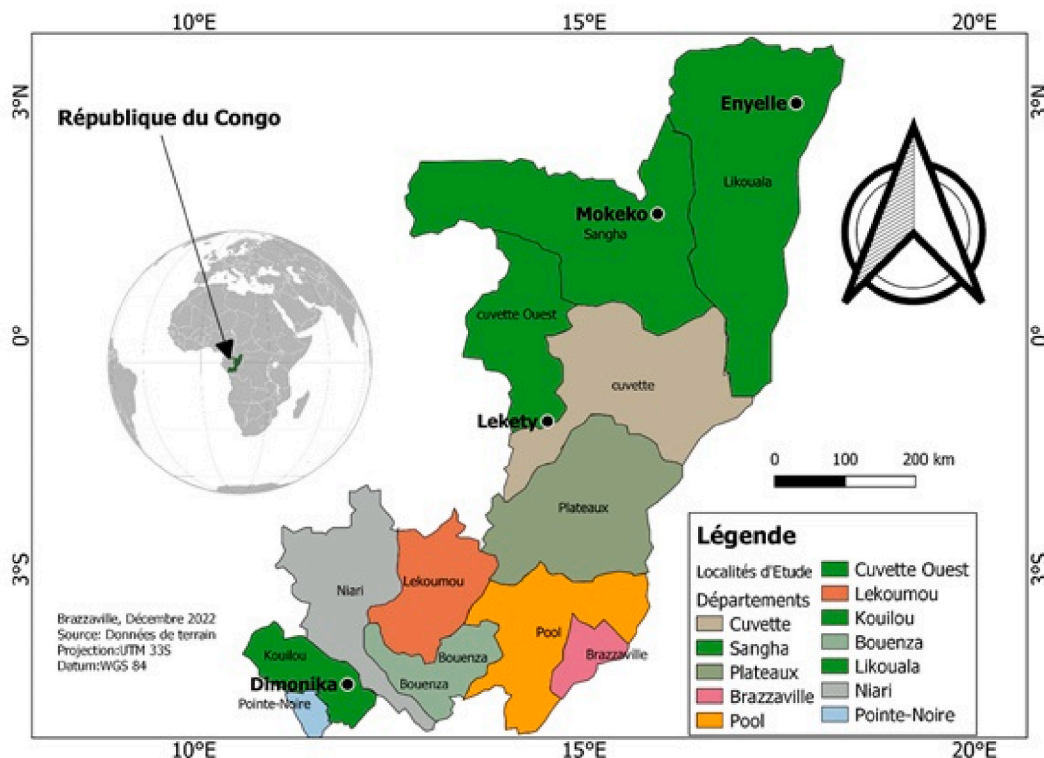 10°E 15°E 20°E
3°N 3°N
République du Congo
Enyelle
Likouala
Mokeko
Sangha
cuvette Ouest
0° 0°
cuvette
Lekety
0 100 200 km
Plateaux
3°S 3°S
Niari
Lekoumou
Pool
Bouenza
Brazzaville
Kouilou
Bouenza
Dimonika
Pointe-Noire
Brazzaville, Décembre 2022
Source: Données de terrain
Projection:UTM 33S
Datum:WGS 84
Légende
Localités d'Etude
Départements
Cuvette
Sangha
Plateaux
Brazzaville
Pool
Cuvette Ouest
Lekoumou
Kouilou
Bouenza
Likouala
Niari
Pointe-Noire
10°E 15°E 20°E